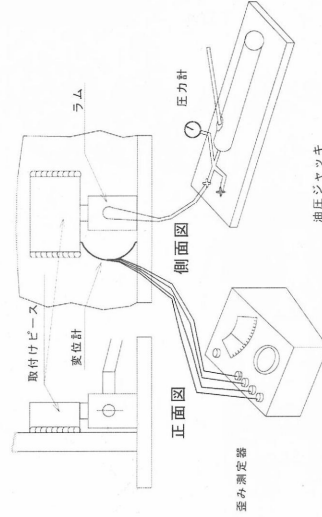 取付けピース
変位計
ラム
正面図
側面図
圧力計
歪み測定器
油圧ジャッキ